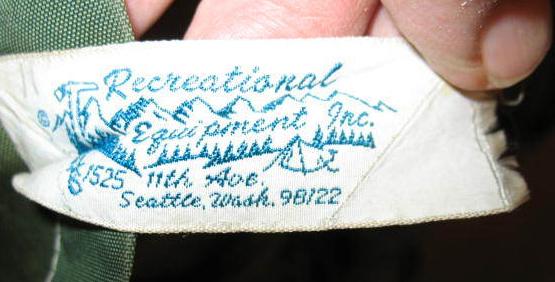 Recreational
Equipment Inc.
®
1525 11th Ave,
Seattle, Wash. 98122